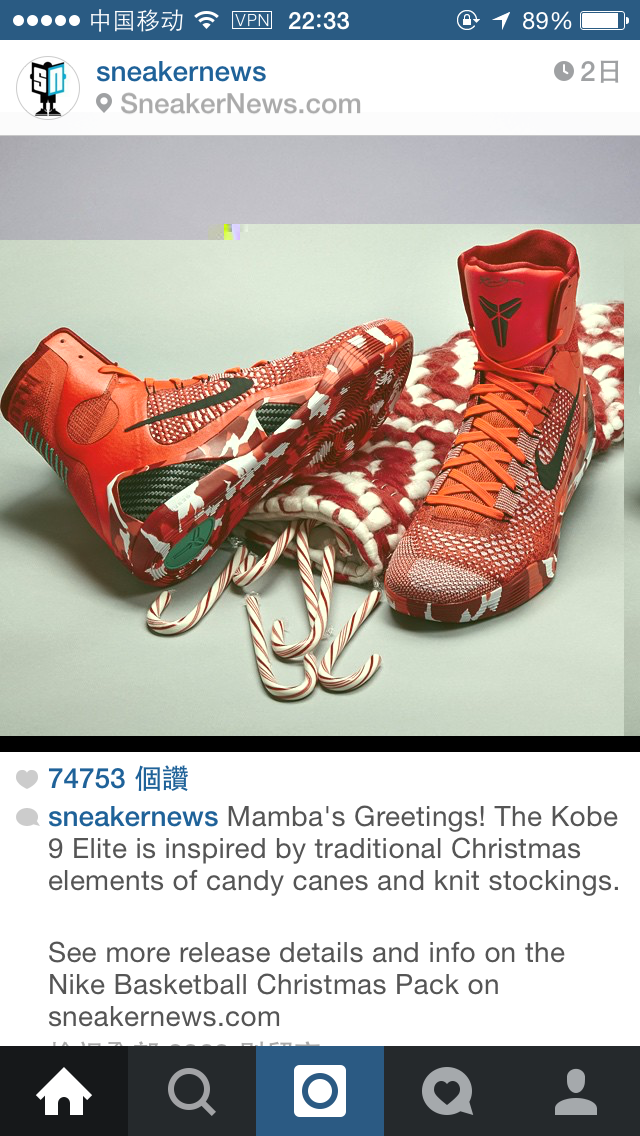 中国移动 VPN 22:33 89%
sneakernews 2日
SneakerNews.com
74753 個讚
sneakernews Mamba's Greetings! The Kobe
9 Elite is inspired by traditional Christmas
elements of candy canes and knit stockings.
See more release details and info on the
Nike Basketball Christmas Pack on
sneakernews.com